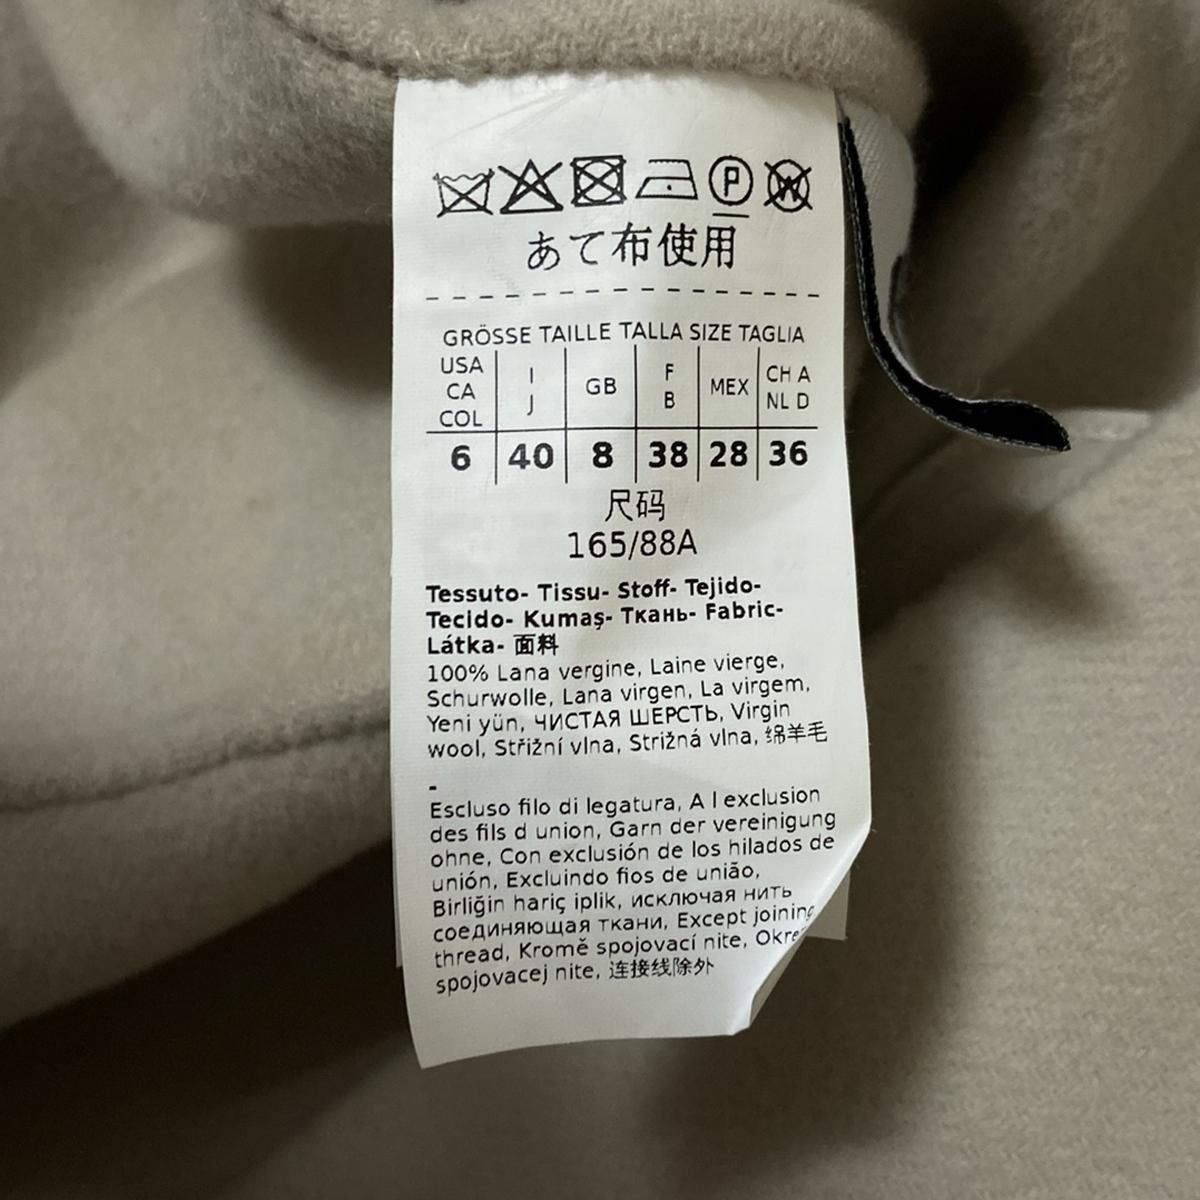 P W
あて布使用
GRÖSSE TAILLE TALLA SIZE TAGLIA
USA CA COL I J GB F B MEX CH A NL D
6 40 8 38 28 36
尺码
165/88A
Tessuto- Tissu- Stoff- Tejido-
Tecido- Kumaş- Ткань- Fabric-
Látka- 面料
100% Lana vergine, Laine vierge,
Schurwolle, Lana virgen, La virgem,
Yeni yün, ЧИСТАЯ ШЕРСТЬ, Virgin
wool, Střižní vlna, Strižná vlna, 绵羊毛
-
Escluso filo di legatura, A l exclusion
des fils d union, Garn der vereinigung
ohne, Con exclusión de los hilados de
unión, Excluindo fios de união,
Birliğin hariç iplik, исключая нить
соединяющая ткани, Except joining
thread, Kromě spojovací nite,
spojovacej nite, 连接线除外